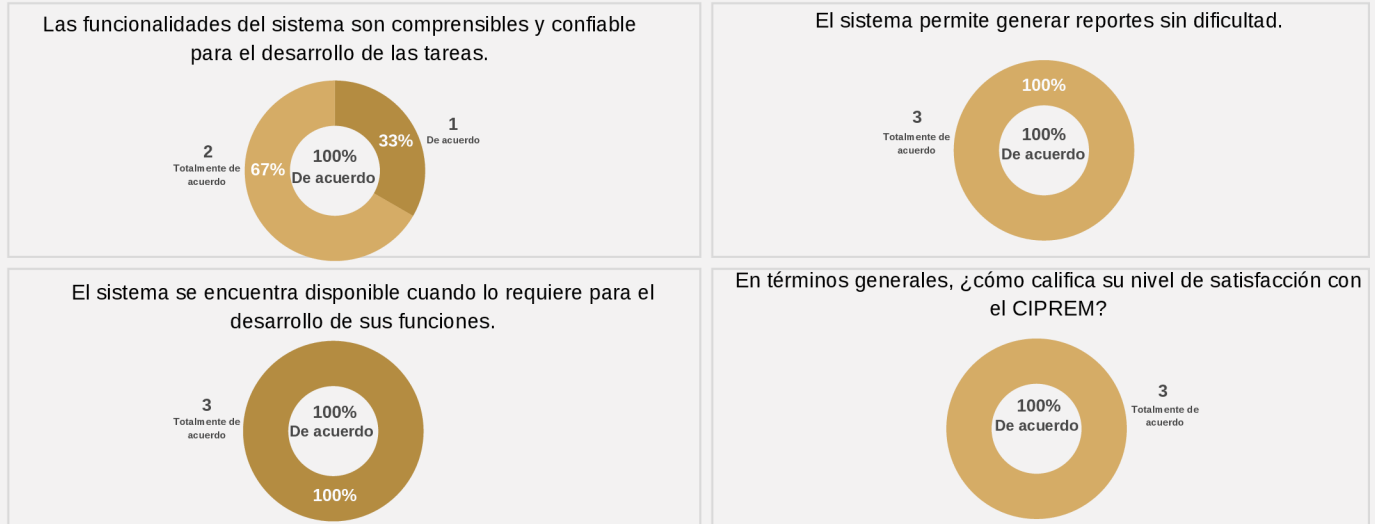 Las funcionalidades del sistema son comprensibles y confiable
para el desarrollo de las tareas.
1
De acuerdo
33%
2
Totalmente de
acuerdo
67%
100%
De acuerdo
El sistema permite generar reportes sin dificultad.
100%
3
Totalmente de
acuerdo
100%
De acuerdo
El sistema se encuentra disponible cuando lo requiere para el
desarrollo de sus funciones.
3
Totalmente de
acuerdo
100%
De acuerdo
100%
En términos generales, ¿cómo califica su nivel de satisfacción con
el CIPREM?
3
Totalmente de
acuerdo
100%
De acuerdo